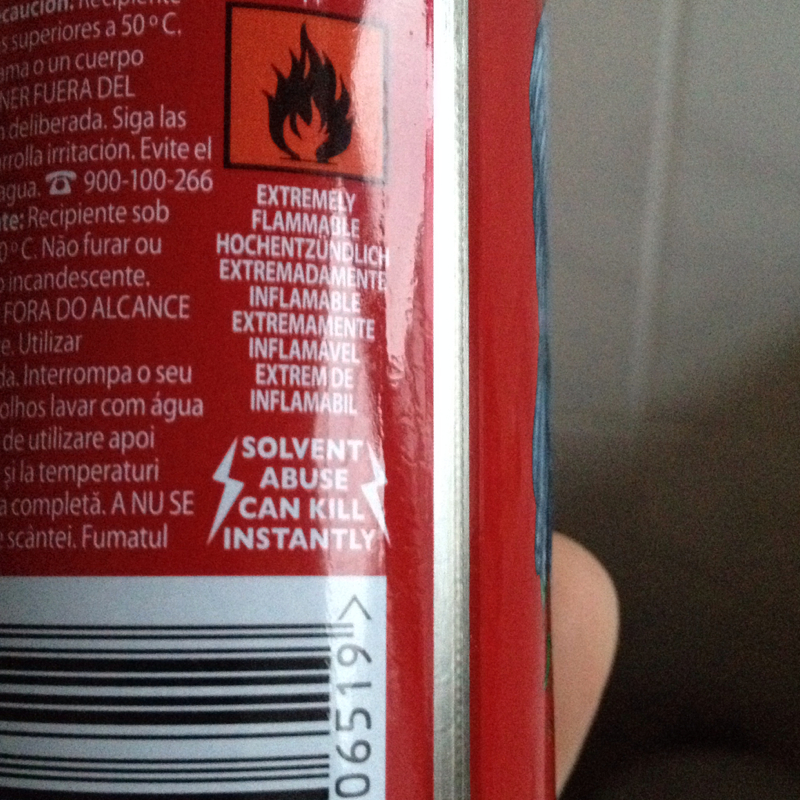 caución: Recipiente
s superiores a 50 ºC.
ama o un cuerpo
NER FUERA DEL
n deliberada. Siga las
rrolla irritación. Evite el
agua. ☎ 900-100-266
te: Recipiente sob
0 ºC. Não furar ou
o incandescente.
FORA DO ALCANCE
e. Utilizar
da. Interrompa o seu
olhos lavar com água
de utilizare apoi
și la temperaturi
a completă. A NU SE
scântei. Fumatul
EXTREMELY
FLAMMABLE
HOCHENTZÜNDLICH
EXTREMADAMENTE
INFLAMABLE
EXTREMAMENTE
INFLAMÁVEL
EXTREM DE
INFLAMABIL
SOLVENT
ABUSE
CAN KILL
INSTANTLY
06519 >